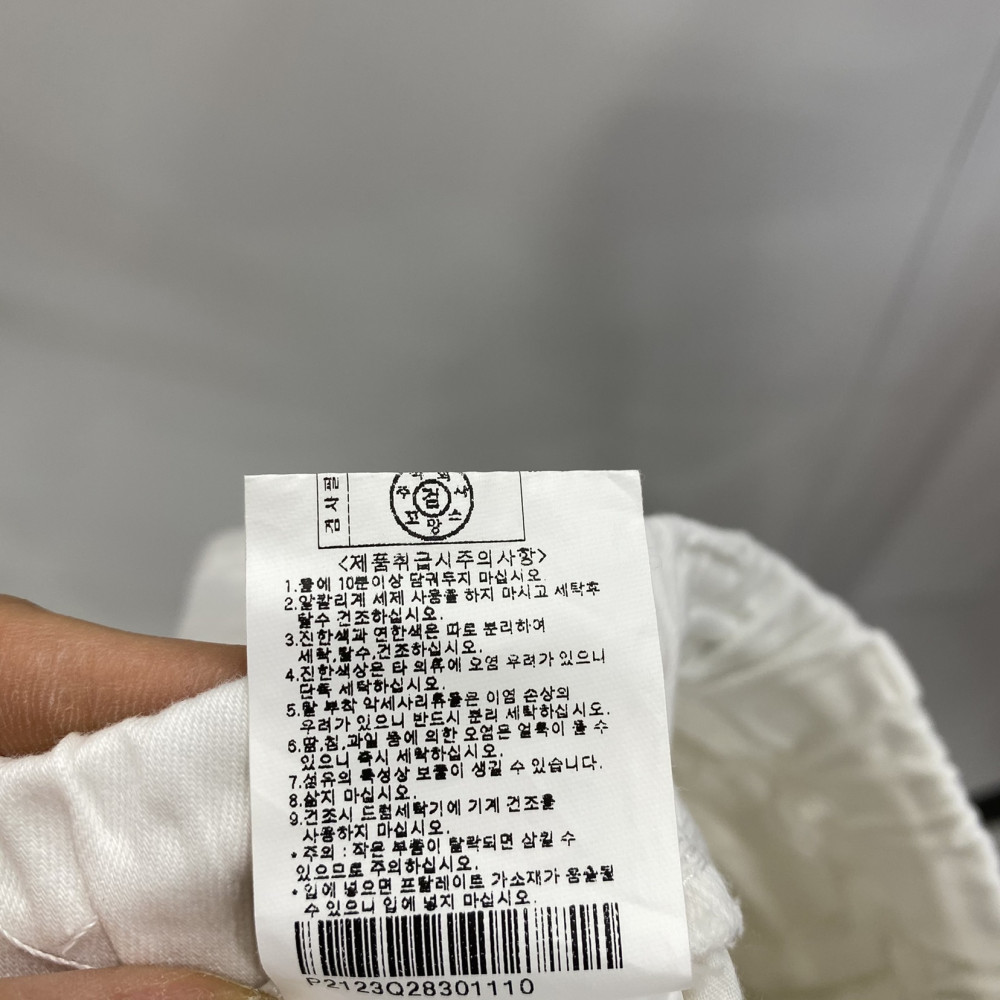 검사필
주 검 사
꼬망스
<제품취급시주의사항>
1.물에 10분이상 담궈두지 마십시오.
2.알칼리계 세제 사용을 하지 마시고 세탁후
탈수 건조하십시오.
3.진한색과 연한색은 따로 분리하여
세탁,탈수,건조하십시오.
4.진한색상은 타 의류에 오염 우려가 있으니
단독 세탁하십시오.
5.탈 부착 악세사리류들은 이염 손상의
우려가 있으니 반드시 분리 세탁하십시오.
6.땀,침,과일 등에 의한 오염은 얼룩이 될 수
있으니 즉시 세탁하십시오.
7.섬유의 특성상 보풀이 생길 수 있습니다.
8.삶지 마십시오.
9.건조시 드럼세탁기에 기계 건조를
사용하지 마십시오.
*주의 : 작은 부품이 탈락되면 삼킬 수
있으므로 주의하십시오.
*입에 넣으면 프탈레이트 가소제가 용출될
수 있으니 입에 넣지 마십시오.
P2123Q28301110